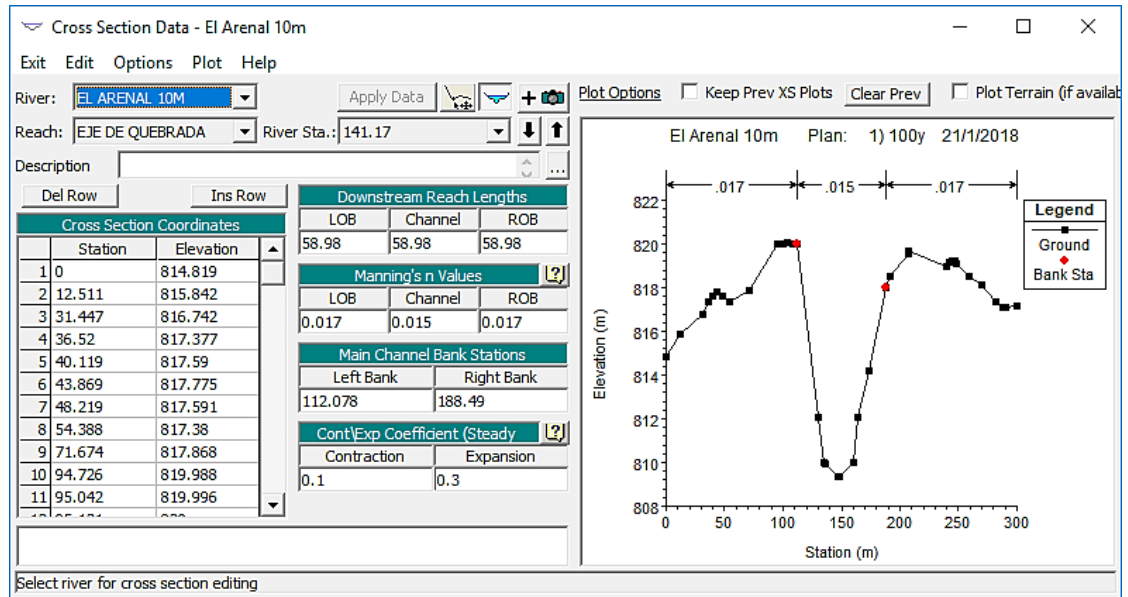 Cross Section Data - El Arenal 10m
Exit Edit Options Plot Help
River: EL ARENAL 10M Apply Data + Plot Options Keep Prev XS Plots Clear Prev Plot Terrain (if availab
Reach: EJE DE QUEBRADA River Sta.: 141.17
Description ...
Del Row Ins Row
Cross Section Coordinates
Station Elevation
1 0 814.819
2 12.511 815.842
3 31.447 816.742
4 36.52 817.377
5 40.119 817.59
6 43.869 817.775
7 48.219 817.591
8 54.388 817.38
9 71.674 817.868
10 94.726 819.988
11 95.042 819.996
Downstream Reach Lengths
LOB Channel ROB
58.98 58.98 58.98
Manning's n Values ?
LOB Channel ROB
0.017 0.015 0.017
Main Channel Bank Stations
Left Bank Right Bank
112.078 188.49
Cont\Exp Coefficient (Steady ?
Contraction Expansion
0.1 0.3
El Arenal 10m Plan: 1) 100y 21/1/2018
.017 .015 .017
Legend
Ground
Bank Sta
822
820
818
816
814
812
810
808
Elevation (m)
0 50 100 150 200 250 300
Station (m)
Select river for cross section editing